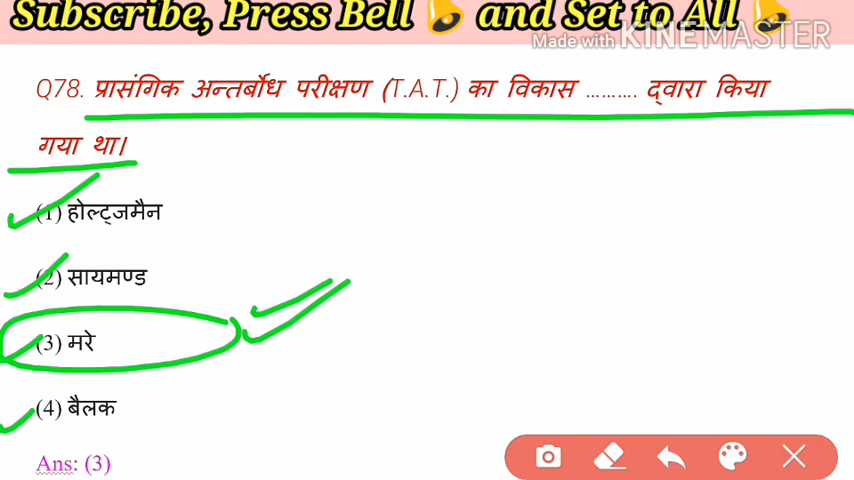 Subscribe, Press Bell 🔔 and Set to All 🔔
Made with KINEMASTER
Q78. प्रासंगिक अन्तर्बोध परीक्षण (T.A.T.) का विकास ………. द्वारा किया
गया था।
(1) होल्ट्जमैन
(2) सायमण्ड
(3) मरे
(4) बैलक
Ans: (3)